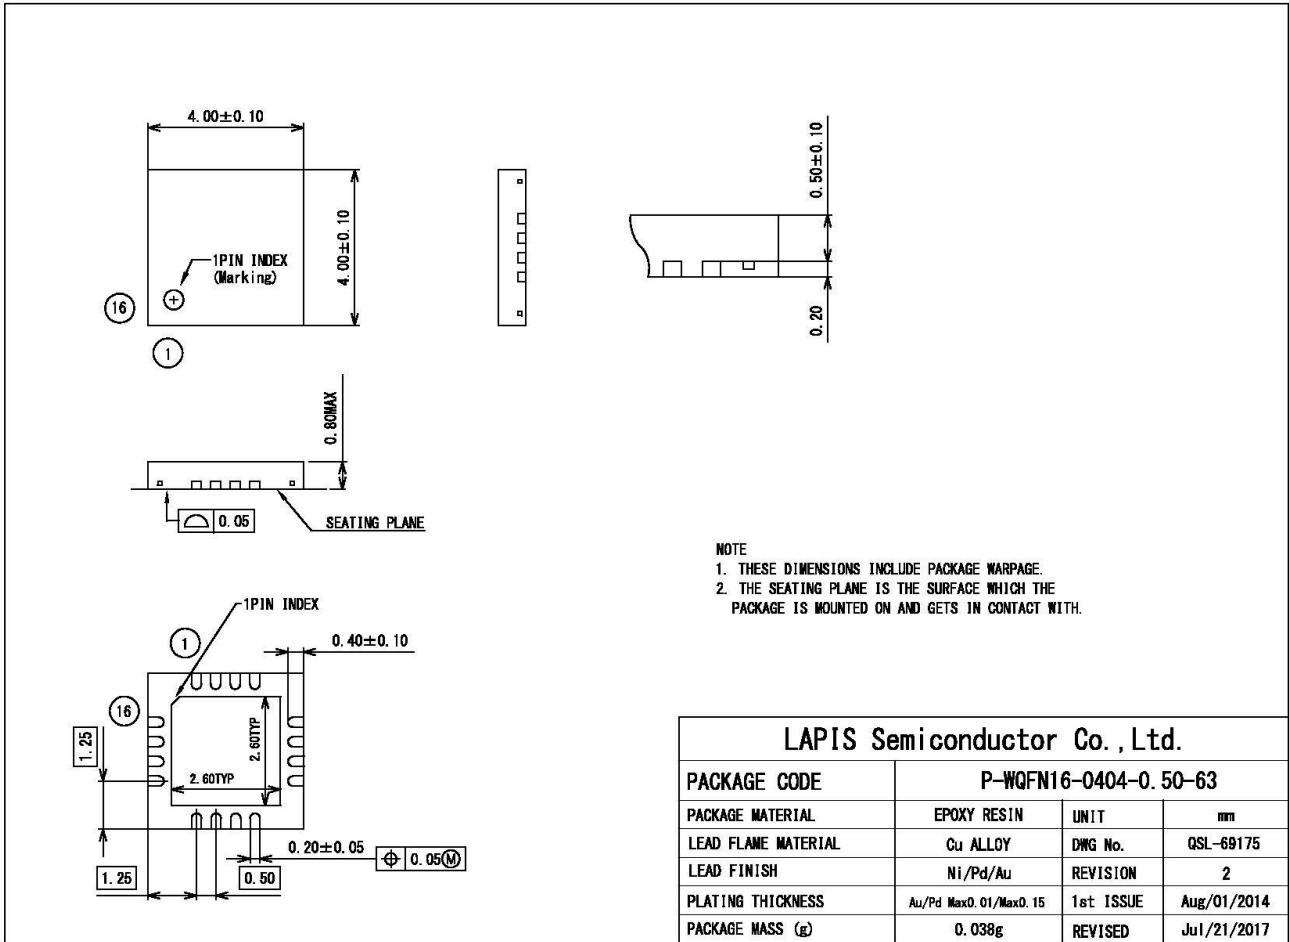 4.00±0.10
4.00±0.10
1PIN INDEX
(Marking)
16
1
0.50±0.10
0.20
0.80MAX
0.05
SEATING PLANE
NOTE
1. THESE DIMENSIONS INCLUDE PACKAGE WARPAGE.
2. THE SEATING PLANE IS THE SURFACE WHICH THE
PACKAGE IS MOUNTED ON AND GETS IN CONTACT WITH.
1PIN INDEX
1
0.40±0.10
16
1.25
2.60TYP
2.60TYP
0.20±0.05
0.05Ⓜ
1.25
0.50
LAPIS Semiconductor Co.,Ltd.
PACKAGE CODE P-WQFN16-0404-0.50-63
PACKAGE MATERIAL EPOXY RESIN UNIT mm
LEAD FLAME MATERIAL Cu ALLOY DWG No. QSL-69175
LEAD FINISH Ni/Pd/Au REVISION 2
PLATING THICKNESS Au/Pd Max0.01/Max0.15 1st ISSUE Aug/01/2014
PACKAGE MASS (g) 0.038g REVISED Jul/21/2017